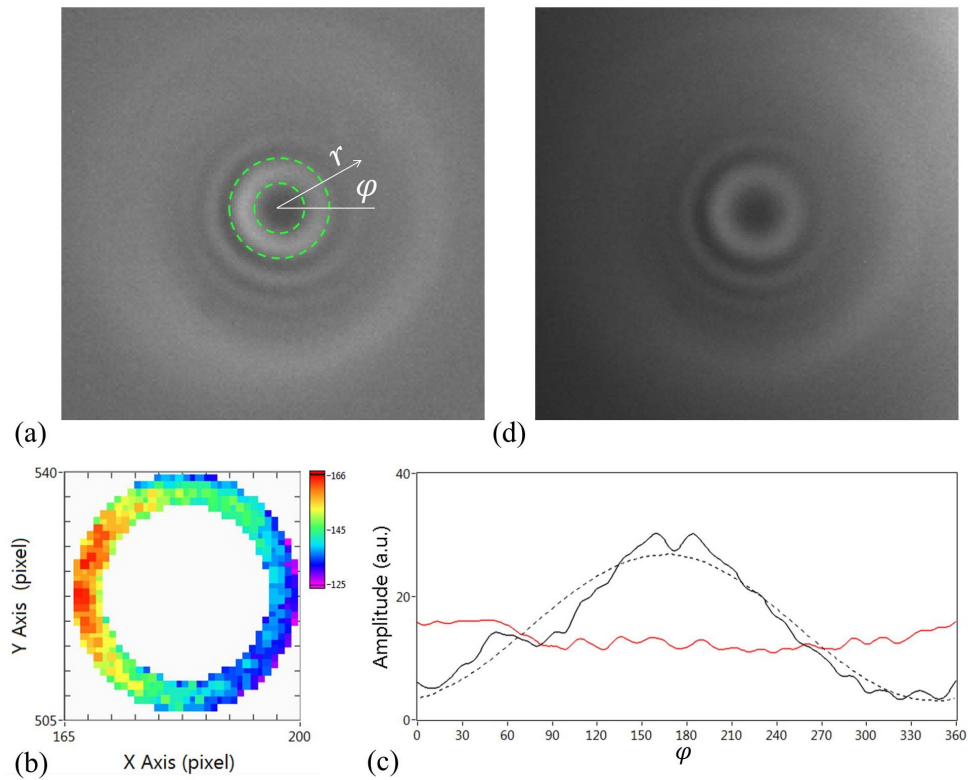 r
φ
(a)
(d)
540
Y Axis (pixel)
505
165
200
X Axis (pixel)
166
145
125
(b)
40
20
0
Amplitude (a.u.)
0 30 60 90 120 150 180 210 240 270 300 330 360
φ
(c)